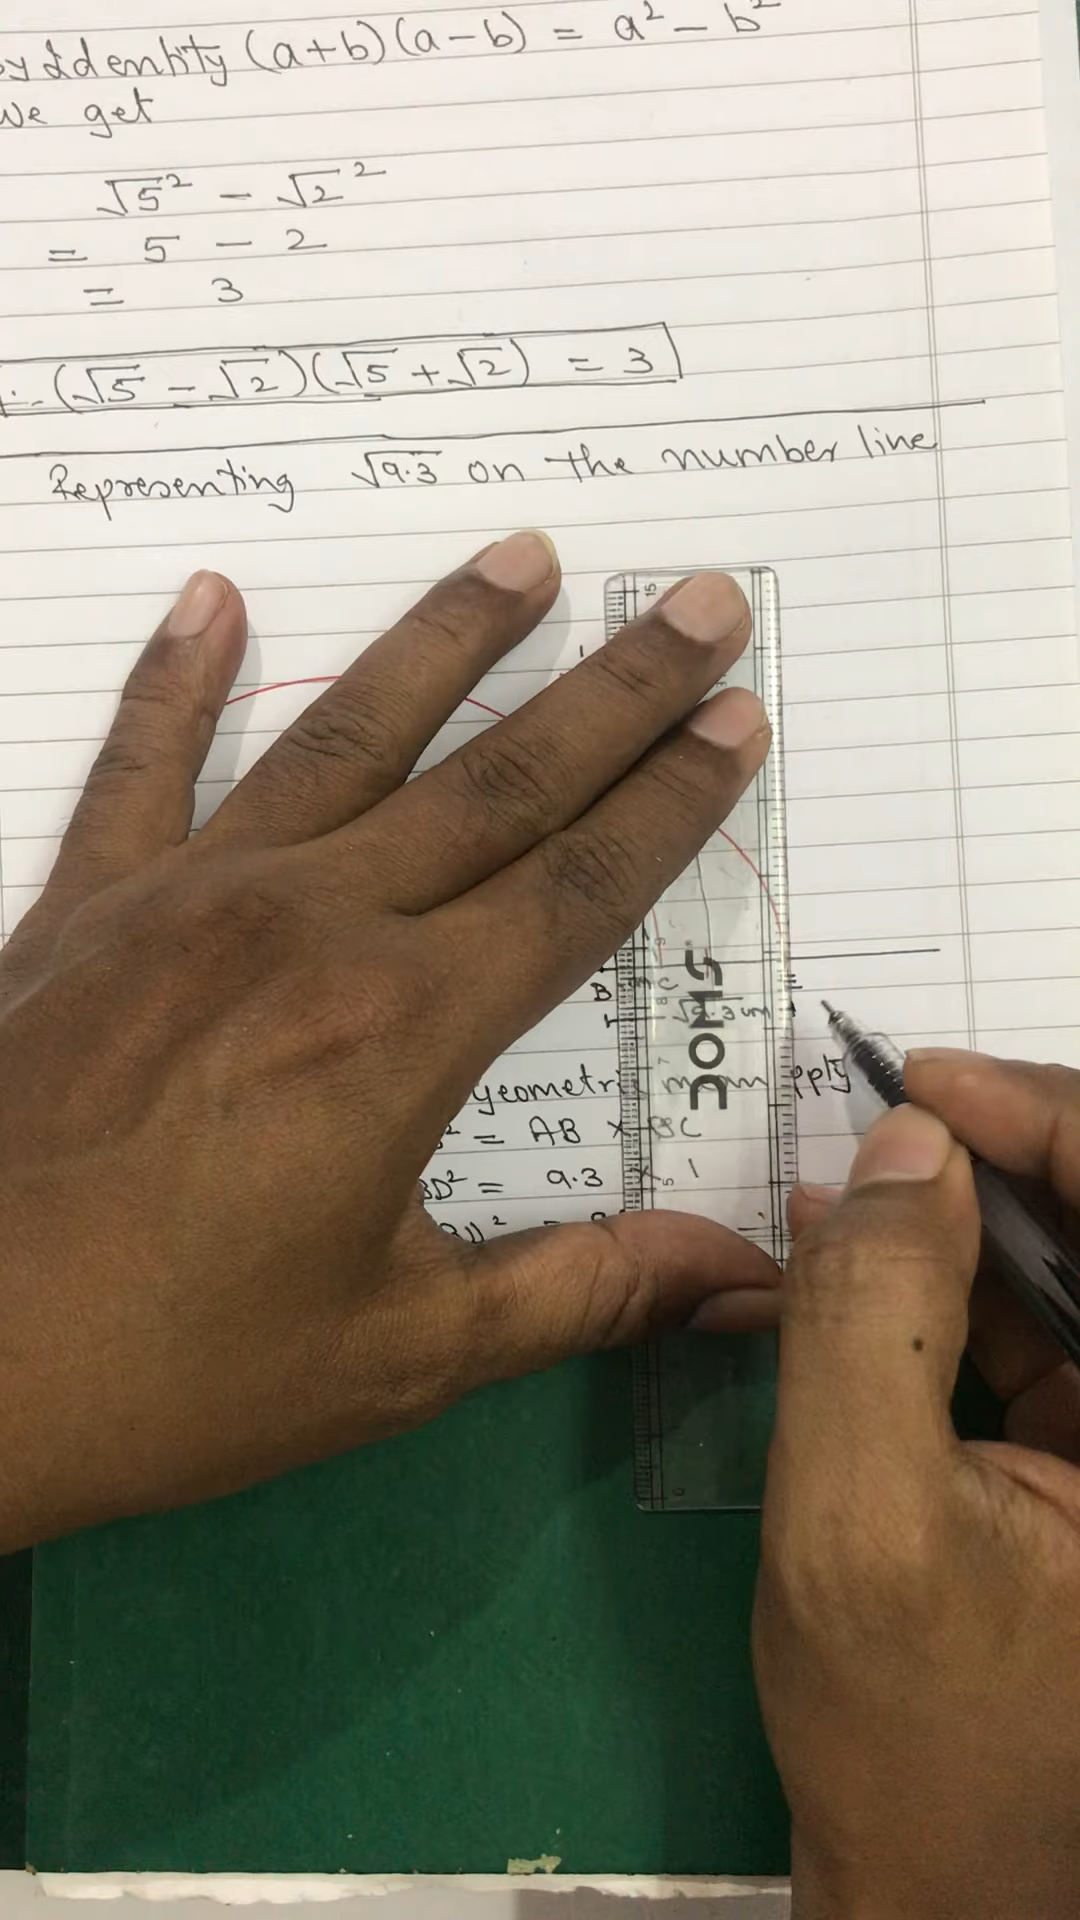 by Identity (a+b)(a-b) = a² - b²
we get
√5² - √2²
= 5 - 2
= 3
∴ (√5 - √2)(√5 + √2) = 3
Representing √9.3 on the number line
15
B C
√9.3 cm
DOMS
geometric mean apply
= AB × BC
BD² = 9.3 × 1